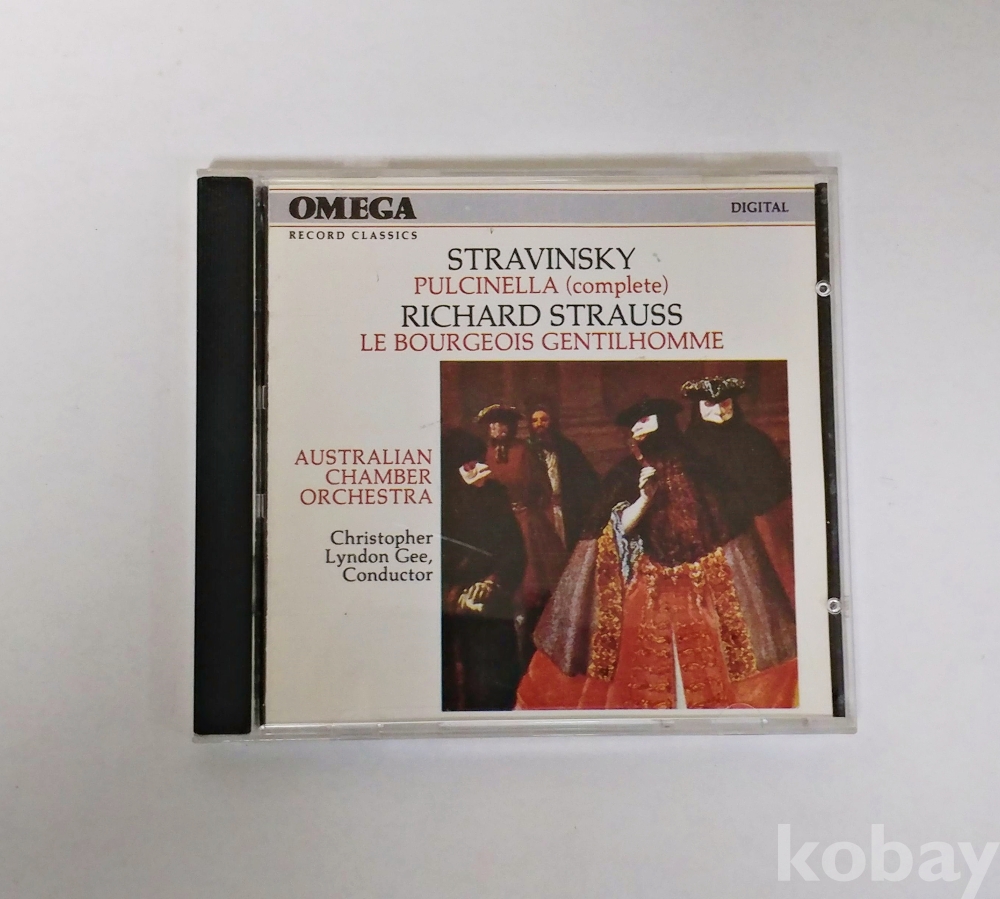 OMEGA
DIGITAL
RECORD CLASSICS
STRAVINSKY
PULCINELLA (complete)
RICHARD STRAUSS
LE BOURGEOIS GENTILHOMME
AUSTRALIAN
CHAMBER
ORCHESTRA
Christopher
Lyndon Gee,
Conductor
kobay